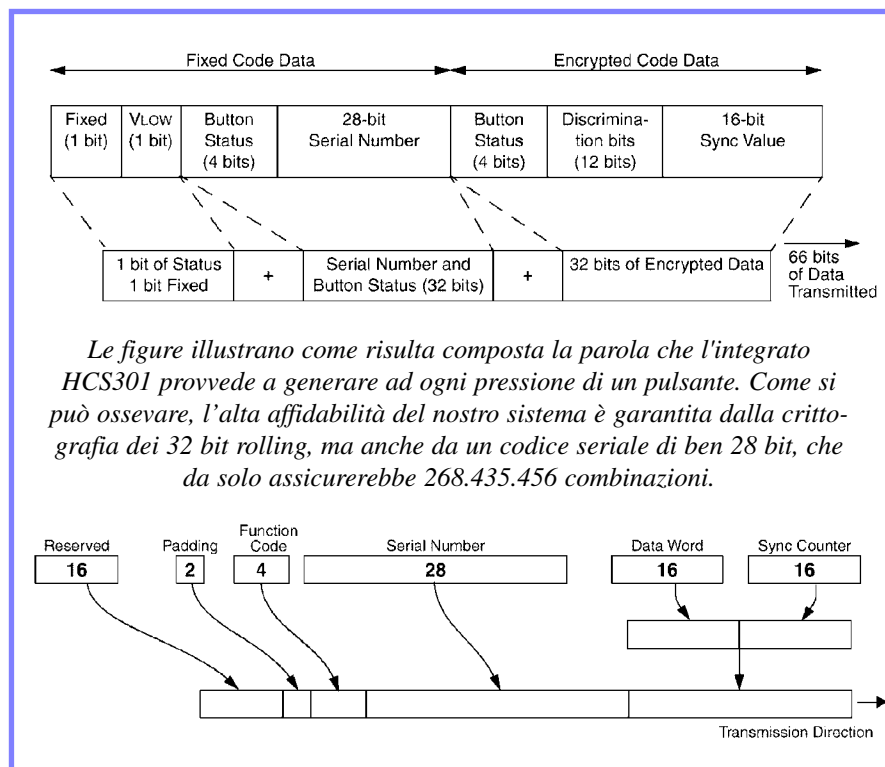 Fixed Code Data Encrypted Code Data
Fixed VLOW Button 28-bit Button Discrimina- 16-bit
(1 bit) (1 bit) Status Serial Number Status tion bits Sync Value
(4 bits) (4 bits) (12 bits)
1 bit of Status + Serial Number and + 32 bits of Encrypted Data 66 bits
1 bit Fixed Button Status (32 bits) of Data
Transmitted
Le figure illustrano come risulta composta la parola che l'integrato
HCS301 provvede a generare ad ogni pressione di un pulsante. Come si
può ossevare, l’alta affidabilità del nostro sistema è garantita dalla critto-
grafia dei 32 bit rolling, ma anche da un codice seriale di ben 28 bit, che
da solo assicurerebbe 268.435.456 combinazioni.
Reserved Padding Function Code Serial Number Data Word Sync Counter
16 2 4 28 16 16
Transmission Direction